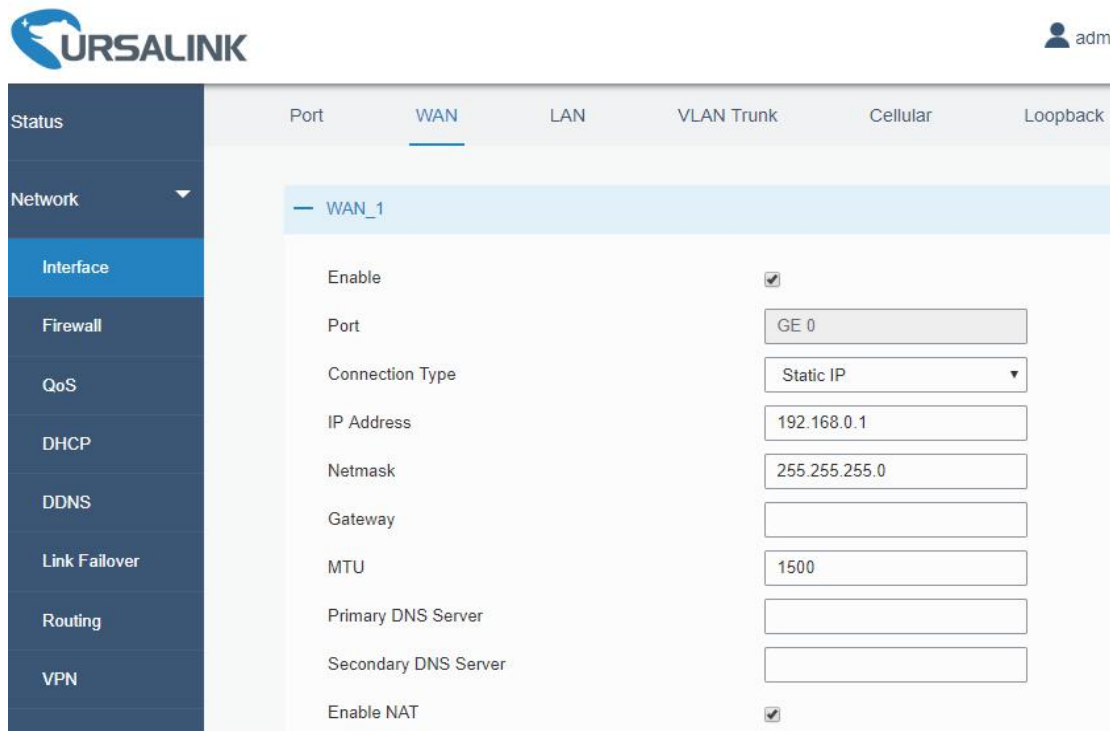 URSALINK
adm
Status
Port WAN LAN VLAN Trunk Cellular Loopback
Network
WAN_1
Interface
Enable
Firewall
Port GE 0
QoS
Connection Type Static IP
IP Address 192.168.0.1
DHCP
Netmask 255.255.255.0
DDNS
Gateway
Link Failover
MTU 1500
Routing
Primary DNS Server
Secondary DNS Server
VPN
Enable NAT